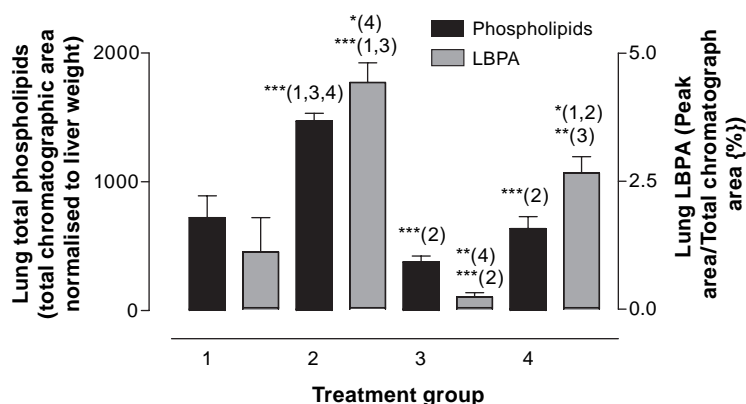 Lung total phospholipids
(total chromatographic area
normalised to liver weight)
2000
1000
0
Phospholipids
LBPA
***(1,3,4)
*(4)
***(1,3)
***(2)
**(4)
***(2)
***(2)
*(1,2)
**(3)
5.0
2.5
0.0
Lung LBPA (Peak
area/Total chromatograph
area {%})
1 2 3 4
Treatment group